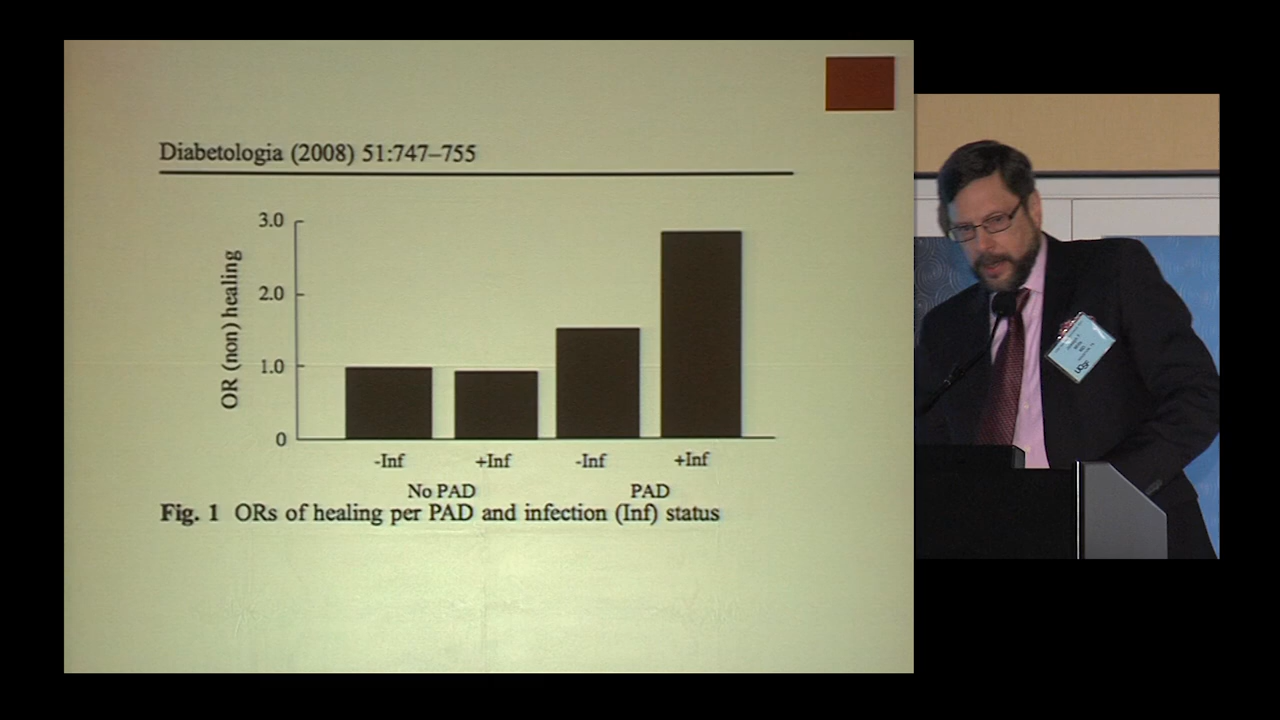 Diabetologia (2008) 51:747–755
3.0
2.0
1.0
0
OR (non) healing
-Inf +Inf -Inf +Inf
No PAD PAD
Fig. 1 ORs of healing per PAD and infection (Inf) status
UCSF